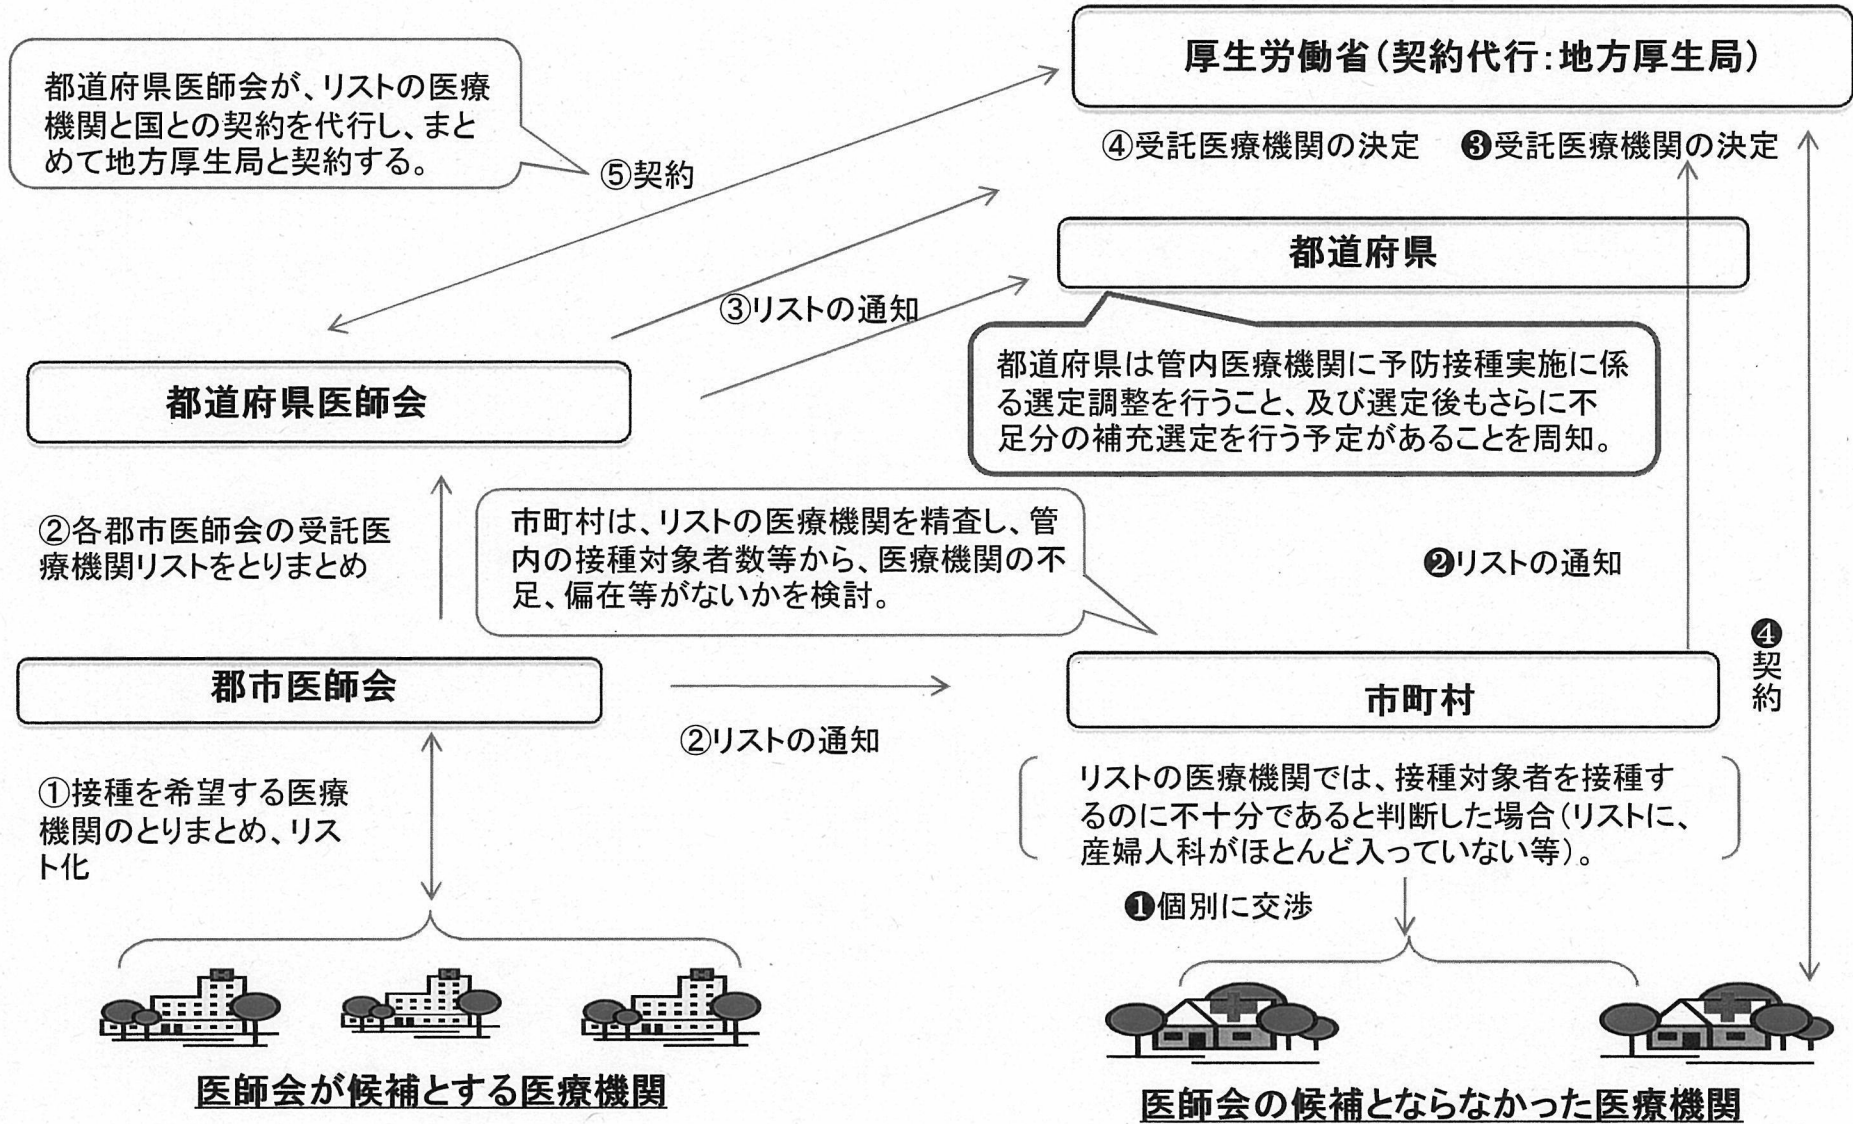 厚生労働省（契約代行：地方厚生局）
都道府県医師会が、リストの医療
機関と国との契約を代行し、まと
めて地方厚生局と契約する。
⑤契約
④受託医療機関の決定
❸受託医療機関の決定
都道府県
③リストの通知
都道府県は管内医療機関に予防接種実施に係
る選定調整を行うこと、及び選定後もさらに不
足分の補充選定を行う予定があることを周知。
都道府県医師会
②各郡市医師会の受託医
療機関リストをとりまとめ
市町村は、リストの医療機関を精査し、管
内の接種対象者数等から、医療機関の不
足、偏在等がないかを検討。
❷リストの通知
❹契約
郡市医師会
②リストの通知
市町村
①接種を希望する医療
機関のとりまとめ、リス
ト化
リストの医療機関では、接種対象者を接種す
るのに不十分であると判断した場合（リストに、
産婦人科がほとんど入っていない等）。
❶個別に交渉
医師会が候補とする医療機関
医師会の候補とならなかった医療機関